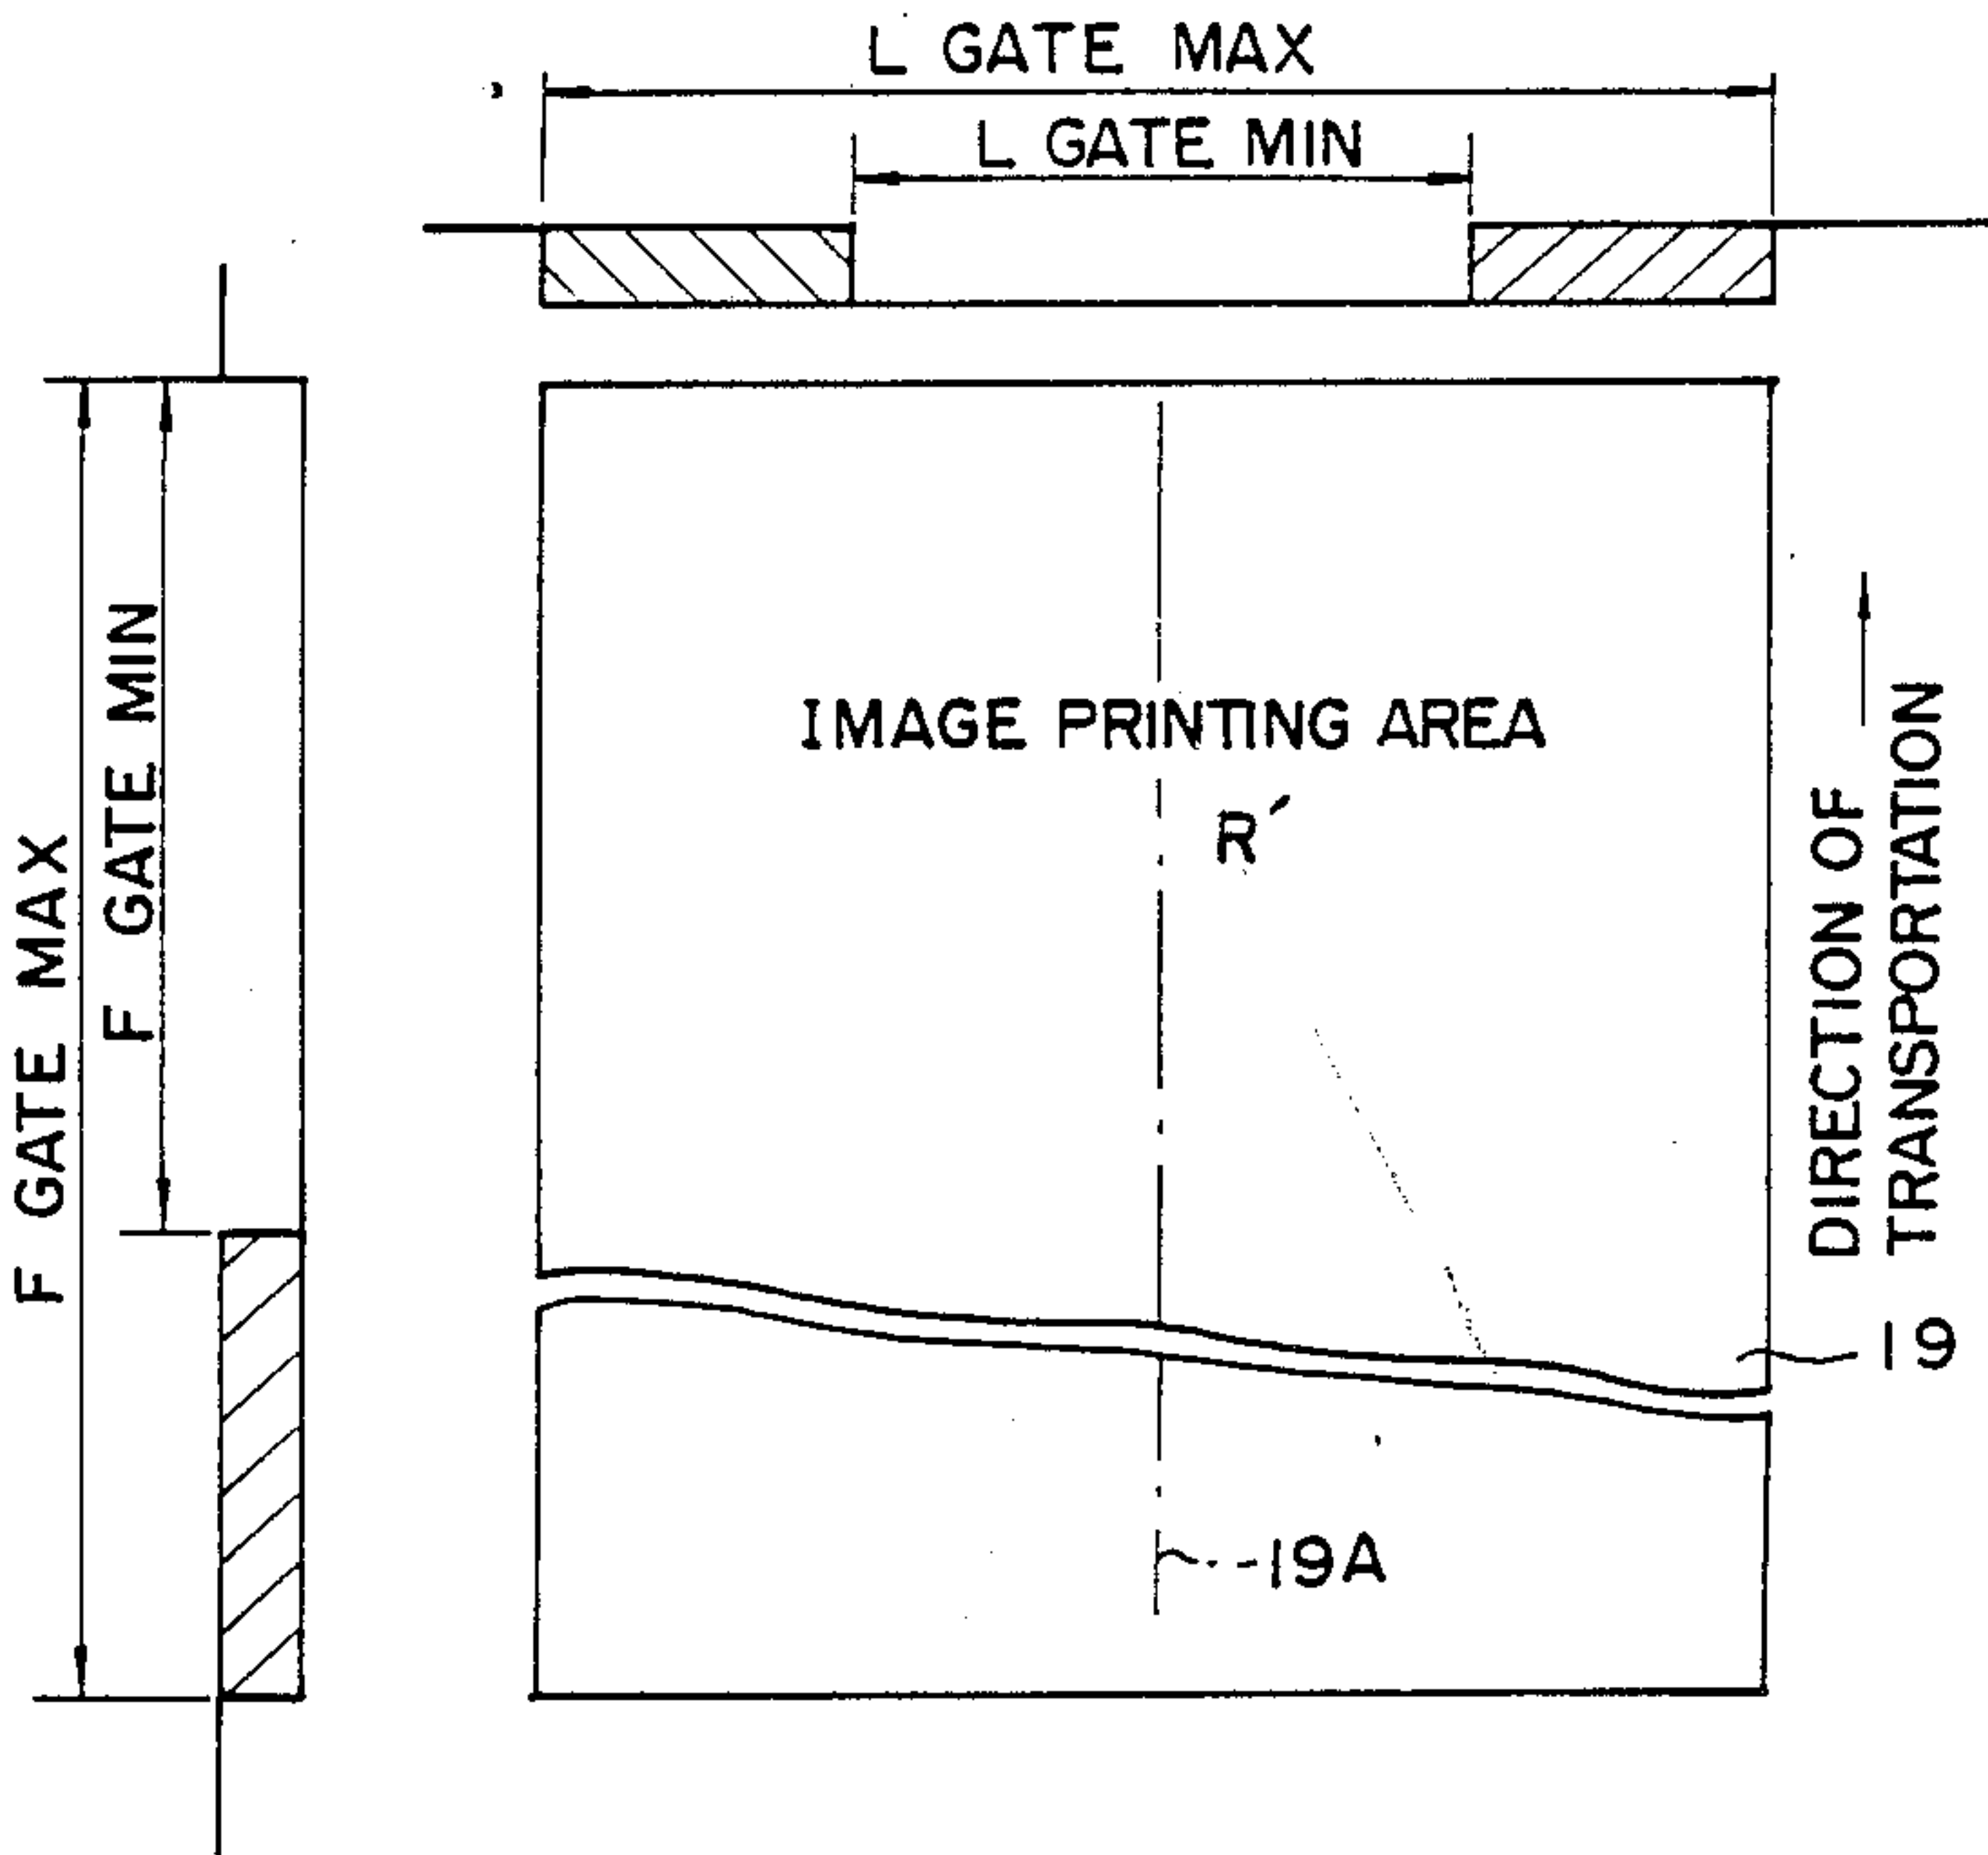 L GATE MAX
L GATE MIN
F GATE MAX
F GATE MIN
IMAGE PRINTING AREA
R′
DIRECTION OF
TRANSPORTATION
19
19A